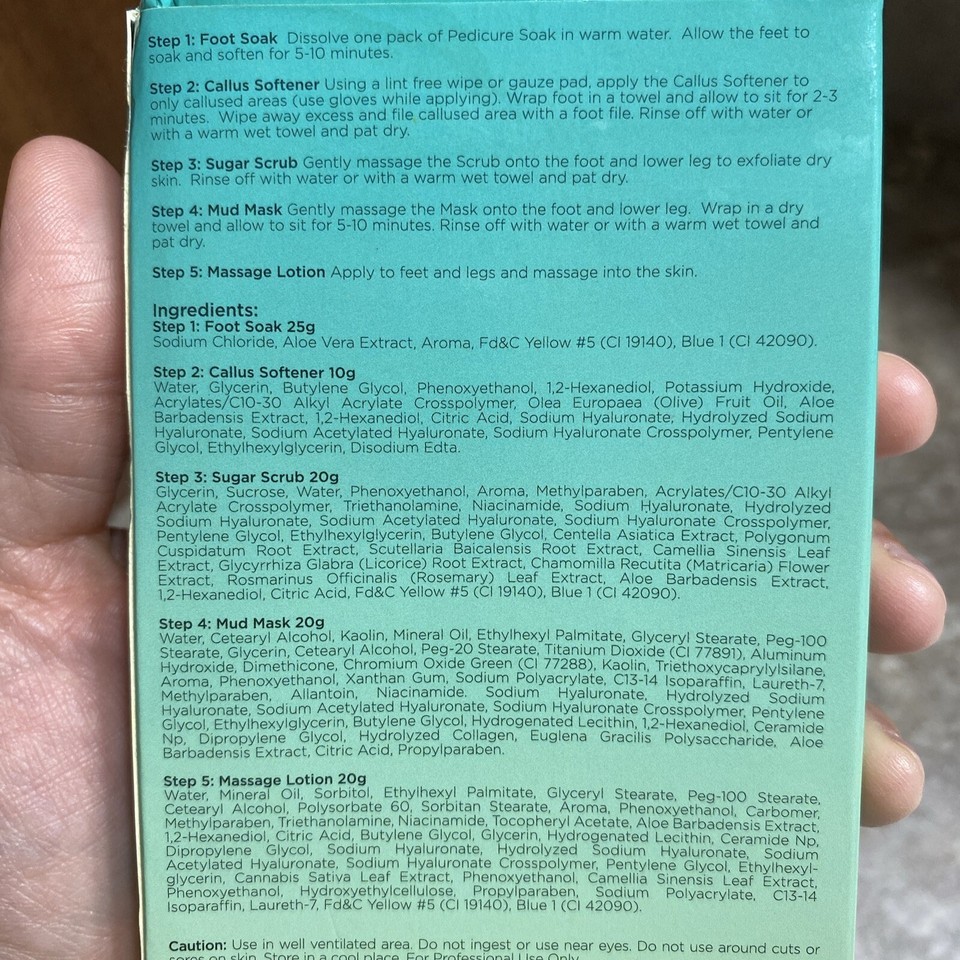 Step 1: Foot Soak Dissolve one pack of Pedicure Soak in warm water. Allow the feet to
soak and soften for 5-10 minutes.
Step 2: Callus Softener Using a lint free wipe or gauze pad, apply the Callus Softener to
only callused areas (use gloves while applying). Wrap foot in a towel and allow to sit for 2-3
minutes. Wipe away excess and file callused area with a foot file. Rinse off with water or
with a warm wet towel and pat dry.
Step 3: Sugar Scrub Gently massage the Scrub onto the foot and lower leg to exfoliate dry
skin. Rinse off with water or with a warm wet towel and pat dry.
Step 4: Mud Mask Gently massage the Mask onto the foot and lower leg. Wrap in a dry
towel and allow to sit for 5-10 minutes. Rinse off with water or with a warm wet towel and
pat dry.
Step 5: Massage Lotion Apply to feet and legs and massage into the skin.
Ingredients:
Step 1: Foot Soak 25g
Sodium Chloride, Aloe Vera Extract, Aroma, Fd&C Yellow #5 (CI 19140), Blue 1 (CI 42090).
Step 2: Callus Softener 10g
Water, Glycerin, Butylene Glycol, Phenoxyethanol, 1,2-Hexanediol, Potassium Hydroxide,
Acrylates/C10-30 Alkyl Acrylate Crosspolymer, Olea Europaea (Olive) Fruit Oil, Aloe
Barbadensis Extract, 1,2-Hexanediol, Citric Acid, Sodium Hyaluronate, Hydrolyzed Sodium
Hyaluronate, Sodium Acetylated Hyaluronate, Sodium Hyaluronate Crosspolymer, Pentylene
Glycol, Ethylhexylglycerin, Disodium Edta.
Step 3: Sugar Scrub 20g
Glycerin, Sucrose, Water, Phenoxyethanol, Aroma, Methylparaben, Acrylates/C10-30 Alkyl
Acrylate Crosspolymer, Triethanolamine, Niacinamide, Sodium Hyaluronate, Hydrolyzed
Sodium Hyaluronate, Sodium Acetylated Hyaluronate, Sodium Hyaluronate Crosspolymer,
Pentylene Glycol, Ethylhexylglycerin, Butylene Glycol, Centella Asiatica Extract, Polygonum
Cuspidatum Root Extract, Scutellaria Baicalensis Root Extract, Camellia Sinensis Leaf
Extract, Glycyrrhiza Glabra (Licorice) Root Extract, Chamomilla Recutita (Matricaria) Flower
Extract, Rosmarinus Officinalis (Rosemary) Leaf Extract, Aloe Barbadensis Extract,
1,2-Hexanediol, Citric Acid, Fd&C Yellow #5 (CI 19140), Blue 1 (CI 42090).
Step 4: Mud Mask 20g
Water, Cetearyl Alcohol, Kaolin, Mineral Oil, Ethylhexyl Palmitate, Glyceryl Stearate, Peg-100
Stearate, Glycerin, Cetearyl Alcohol, Peg-20 Stearate, Titanium Dioxide (CI 77891), Aluminum
Hydroxide, Dimethicone, Chromium Oxide Green (CI 77288), Kaolin, Triethoxycaprylylsilane,
Aroma, Phenoxyethanol, Xanthan Gum, Sodium Polyacrylate, C13-14 Isoparaffin, Laureth-7,
Methylparaben, Allantoin, Niacinamide. Sodium Hyaluronate, Hydrolyzed Sodium
Hyaluronate, Sodium Acetylated Hyaluronate, Sodium Hyaluronate Crosspolymer, Pentylene
Glycol, Ethylhexylglycerin, Butylene Glycol, Hydrogenated Lecithin, 1,2-Hexanediol, Ceramide
Np, Dipropylene Glycol, Hydrolyzed Collagen, Euglena Gracilis Polysaccharide, Aloe
Barbadensis Extract, Citric Acid, Propylparaben.
Step 5: Massage Lotion 20g
Water, Mineral Oil, Sorbitol, Ethylhexyl Palmitate, Glyceryl Stearate, Peg-100 Stearate,
Cetearyl Alcohol, Polysorbate 60, Sorbitan Stearate, Aroma, Phenoxyethanol, Carbomer,
Methylparaben, Triethanolamine, Niacinamide, Tocopheryl Acetate, Aloe Barbadensis Extract,
1,2-Hexanediol, Citric Acid, Butylene Glycol, Glycerin, Hydrogenated Lecithin, Ceramide Np,
Dipropylene Glycol, Sodium Hyaluronate, Hydrolyzed Sodium Hyaluronate, Sodium
Acetylated Hyaluronate, Sodium Hyaluronate Crosspolymer, Pentylene Glycol, Ethylhexyl-
glycerin, Cannabis Sativa Leaf Extract, Phenoxyethanol, Camellia Sinensis Leaf Extract,
Phenoxyethanol, Hydroxyethylcellulose, Propylparaben, Sodium Polyacrylate, C13-14
Isoparaffin, Laureth-7, Fd&C Yellow #5 (CI 19140), Blue 1 (CI 42090).
Caution: Use in well ventilated area. Do not ingest or use near eyes. Do not use around cuts or
sores on skin. Store in a cool place. For Professional Use Only